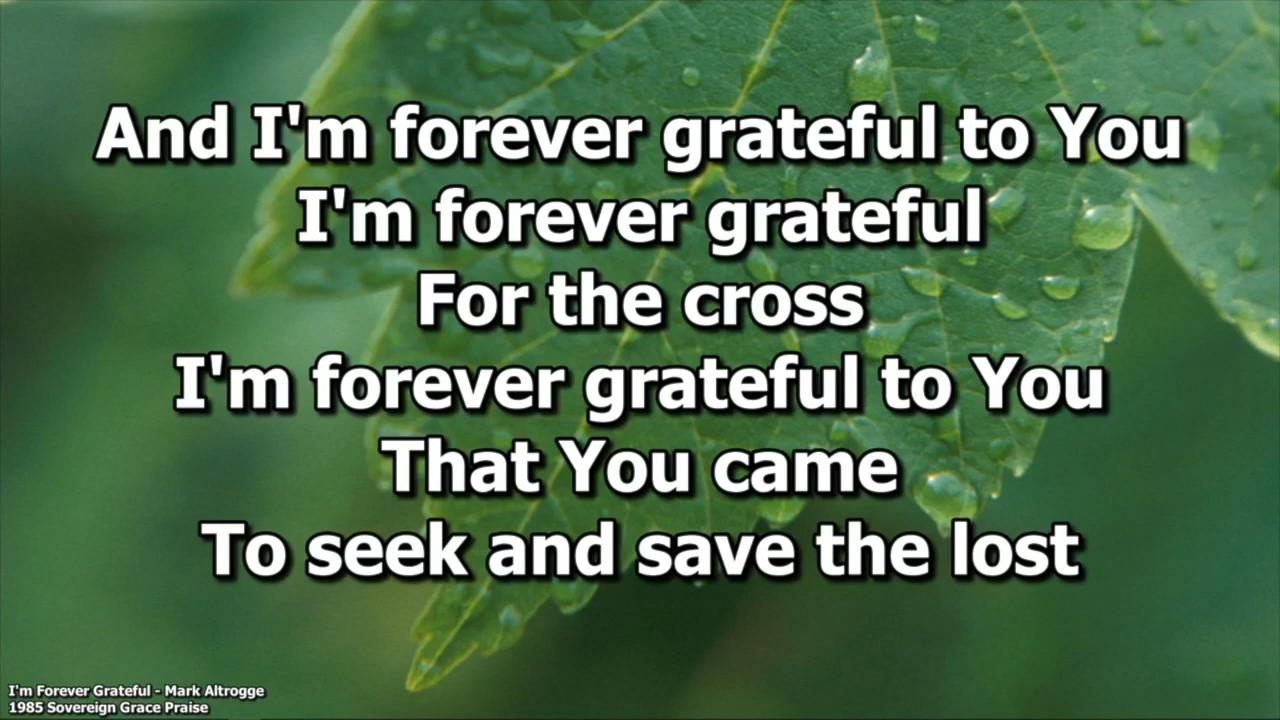 And I'm forever grateful to You
I'm forever grateful
For the cross
I'm forever grateful to You
That You came
To seek and save the lost
I'm Forever Grateful - Mark Altrogge
1985 Sovereign Grace Praise